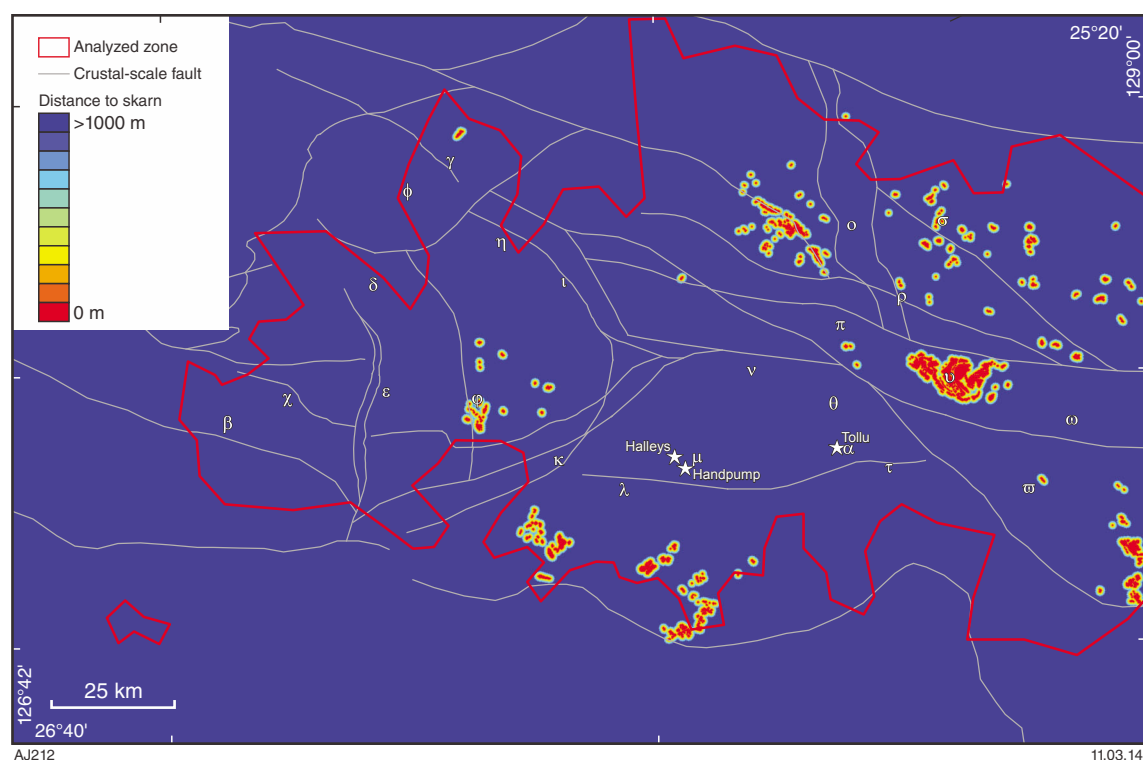 Analyzed zone
Crustal-scale fault
Distance to skarn
>1000 m
0 m
25°20'
129°00'
γ
ϕ
σ
ο
η
δ
ι
ρ
π
ν
υ
ε
χ
φ
θ
β
ω
Tollu
α
Halleys
μ
Handpump
κ
τ
λ
ϖ
126°42'
25 km
26°40'
AJ212
11.03.14